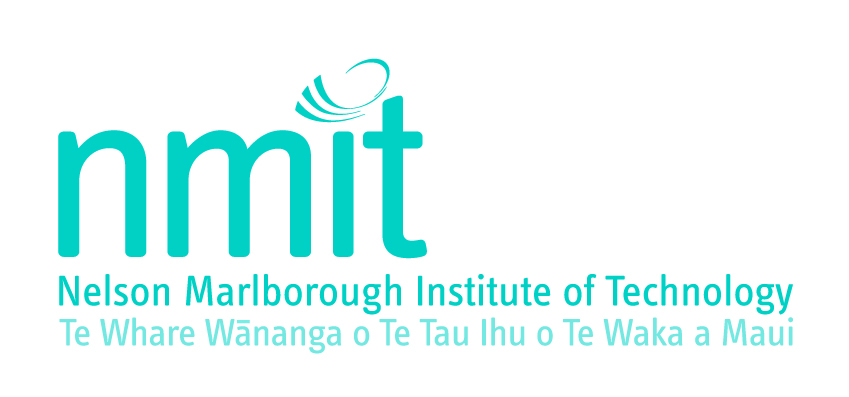 nmit
Nelson Marlborough Institute of Technology
Te Whare Wānanga o Te Tau Ihu o Te Waka a Maui